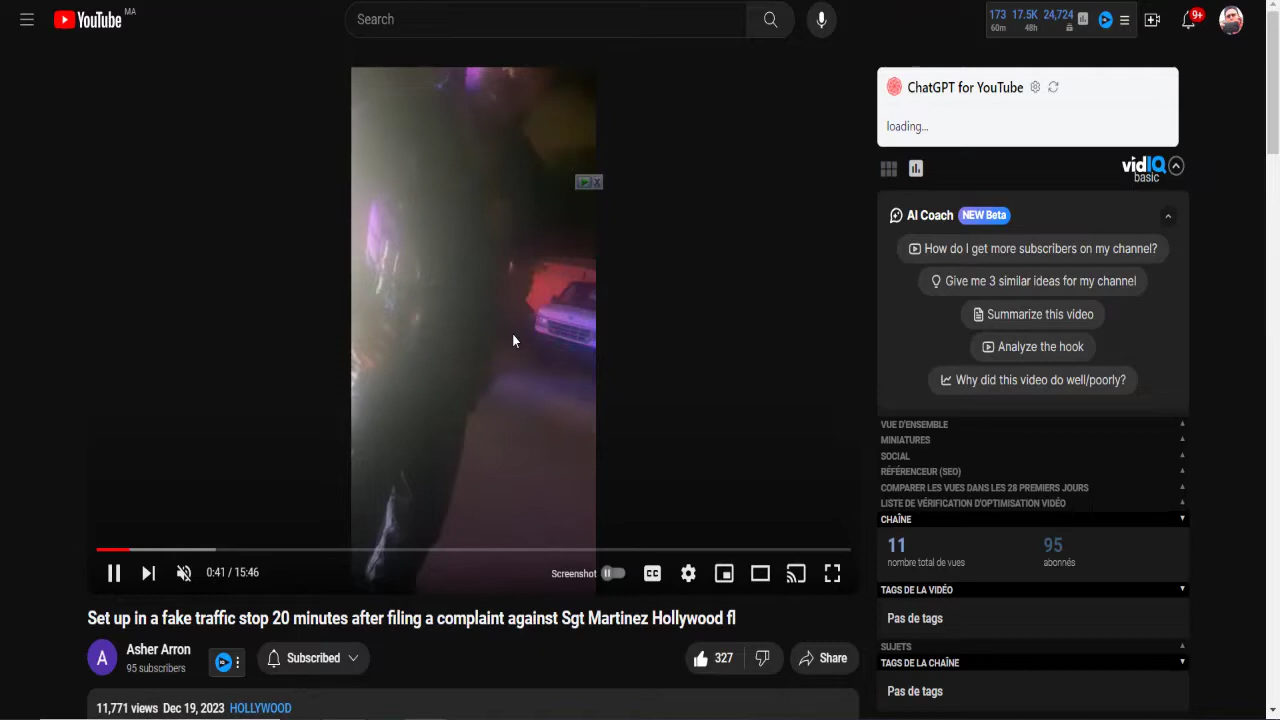 YouTube MA
Search
173 17.5K 24,724
60m 48h
9+
ChatGPT for YouTube
loading...
X
vidIQ
basic
AI Coach NEW Beta
How do I get more subscribers on my channel?
Give me 3 similar ideas for my channel
Summarize this video
Analyze the hook
Why did this video do well/poorly?
VUE D'ENSEMBLE
MINIATURES
SOCIAL
RÉFÉRENCEUR (SEO)
COMPARER LES VUES DANS LES 28 PREMIERS JOURS
LISTE DE VÉRIFICATION D'OPTIMISATION VIDÉO
CHAÎNE
11 95
nombre total de vues abonnés
TAGS DE LA VIDÉO
Pas de tags
SUJETS
TAGS DE LA CHAÎNE
Pas de tags
0:41 / 15:46
Screenshot CC
Set up in a fake traffic stop 20 minutes after filing a complaint against Sgt Martinez Hollywood fl
A
Asher Arron
95 subscribers
Subscribed
327
Share
11,771 views Dec 19, 2023 HOLLYWOOD